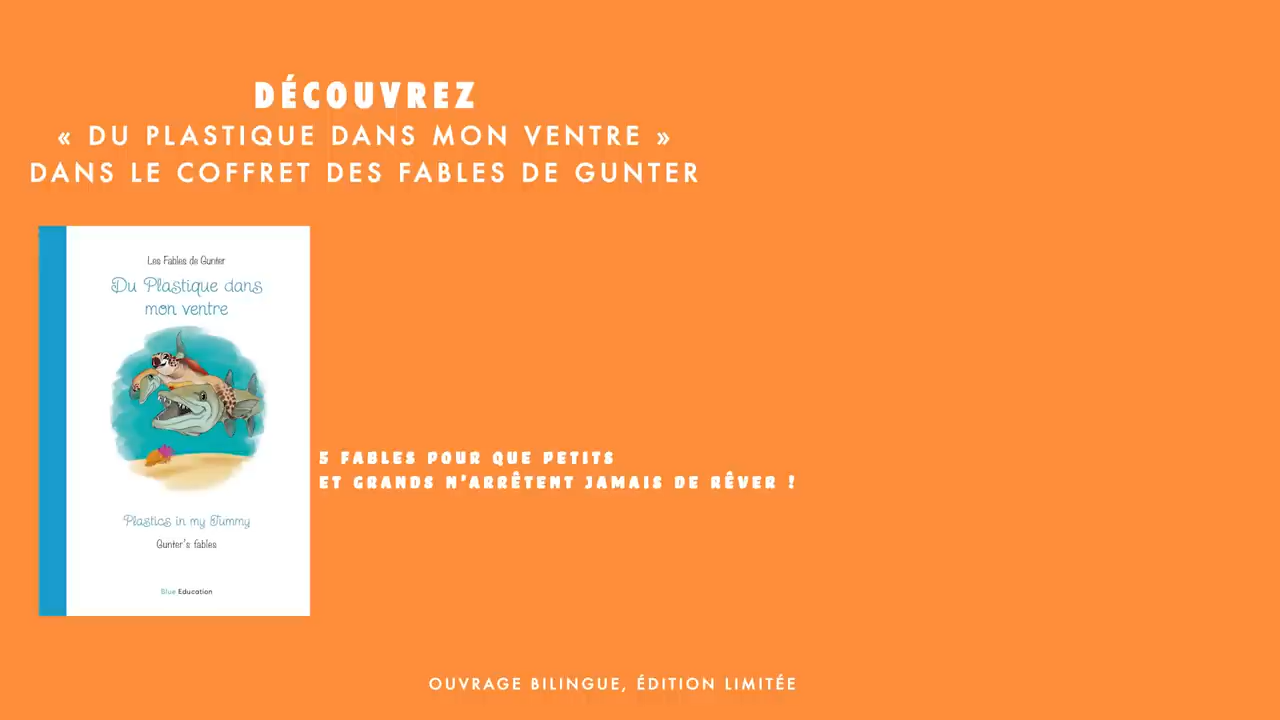 DÉCOUVREZ
« DU PLASTIQUE DANS MON VENTRE »
DANS LE COFFRET DES FABLES DE GUNTER
Les Fables de Gunter
Du Plastique dans
mon ventre
Plastics in my Tummy
Gunter's fables
Blue Education
5 FABLES POUR QUE PETITS
ET GRANDS N'ARRÊTENT JAMAIS DE RÊVER !
OUVRAGE BILINGUE, ÉDITION LIMITÉE